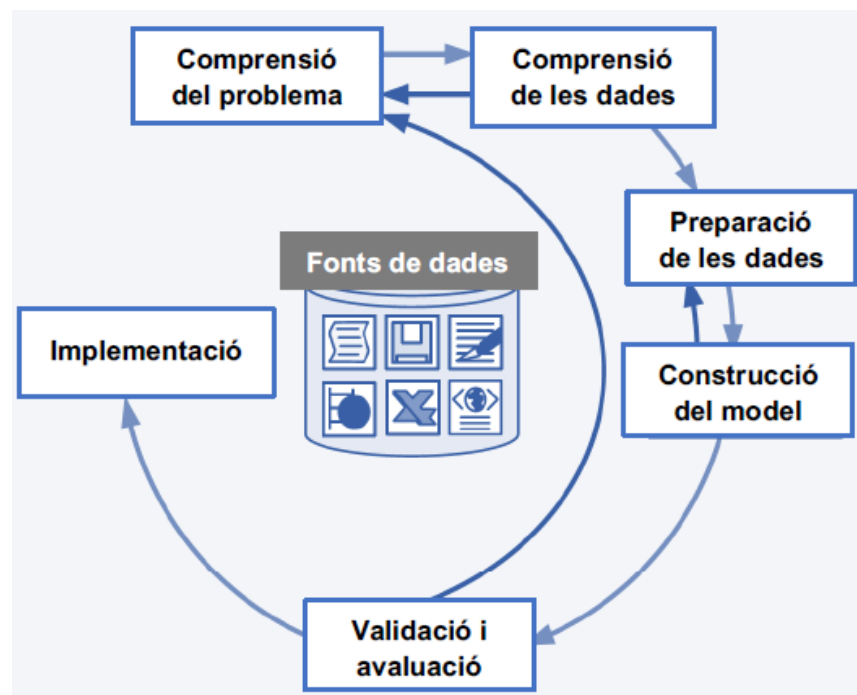 Comprensió
del problema
Comprensió
de les dades
Preparació
de les dades
Fonts de dades
Implementació
Construcció
del model
Validació i
avaluació